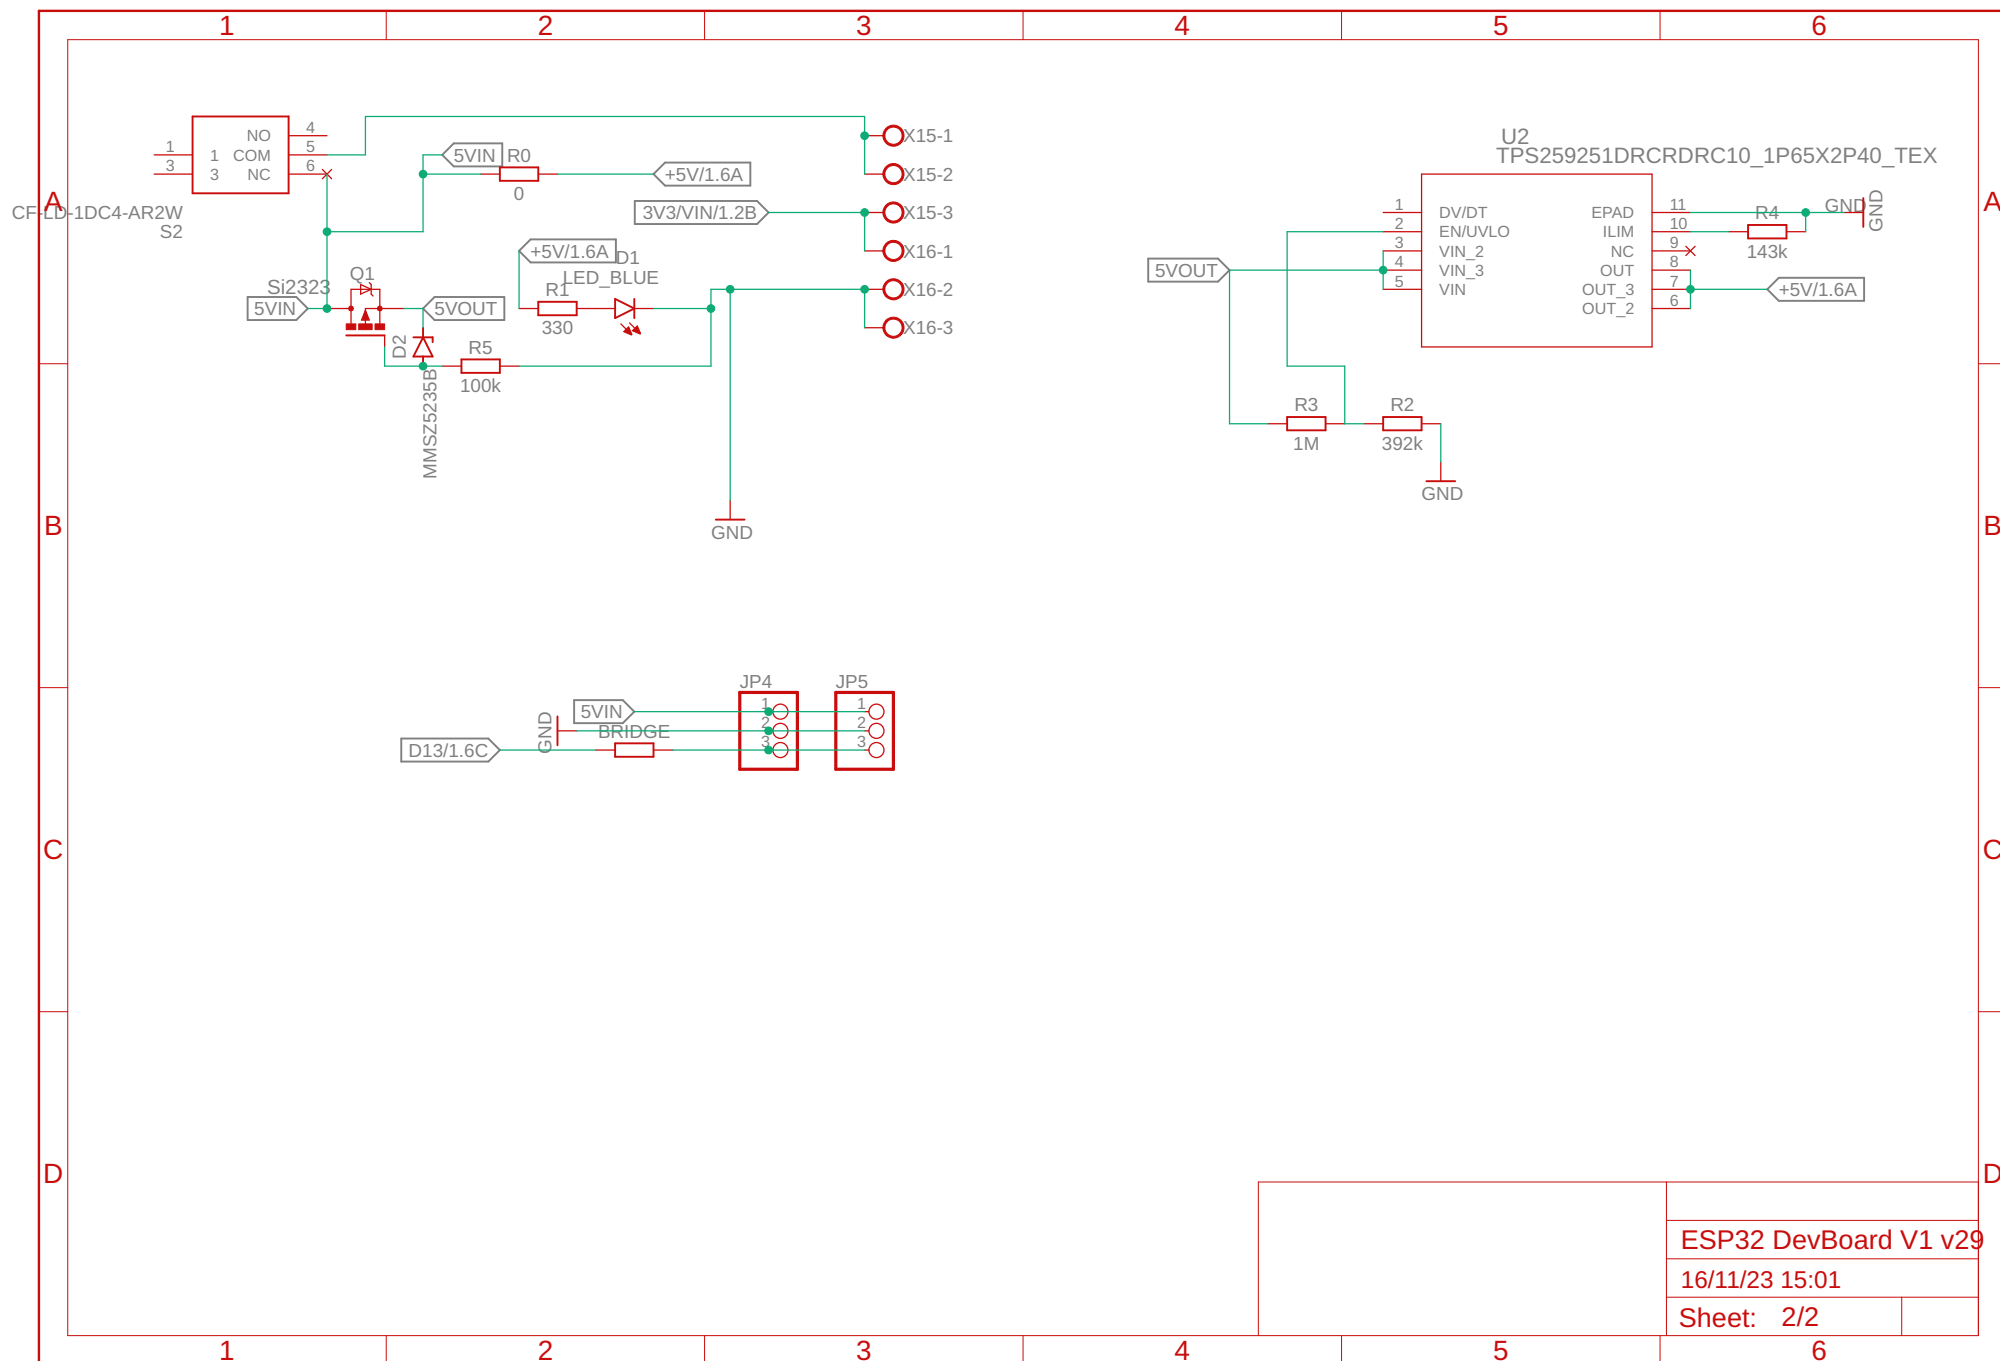 1 2 3 4 5 6
A
B
C
D
A
B
C
D
1 2 3 4 5 6
1
3
1
3
NO
COM
NC
4
5
6
CF-LD-1DC4-AR2W
S2
5VIN
R0
0
+5V/1.6A
3V3/VIN/1.2B
X15-1
X15-2
X15-3
X16-1
X16-2
X16-3
+5V/1.6A
D1
LED_BLUE
R1
330
Si2323
Q1
5VIN
5VOUT
D2
MMSZ5235B
R5
100k
GND
U2
TPS259251DRCRDRC10_1P65X2P40_TEX
1 DV/DT
2 EN/UVLO
3 VIN_2
4 VIN_3
5 VIN
EPAD 11
ILIM 10
NC 9
OUT 8
OUT_3 7
OUT_2 6
R4
143k
GND
GND
+5V/1.6A
5VOUT
R3
1M
R2
392k
GND
JP4
JP5
5VIN
GND
BRIDGE
D13/1.6C
1
2
3
1
2
3
ESP32 DevBoard V1 v29
16/11/23 15:01
Sheet: 2/2